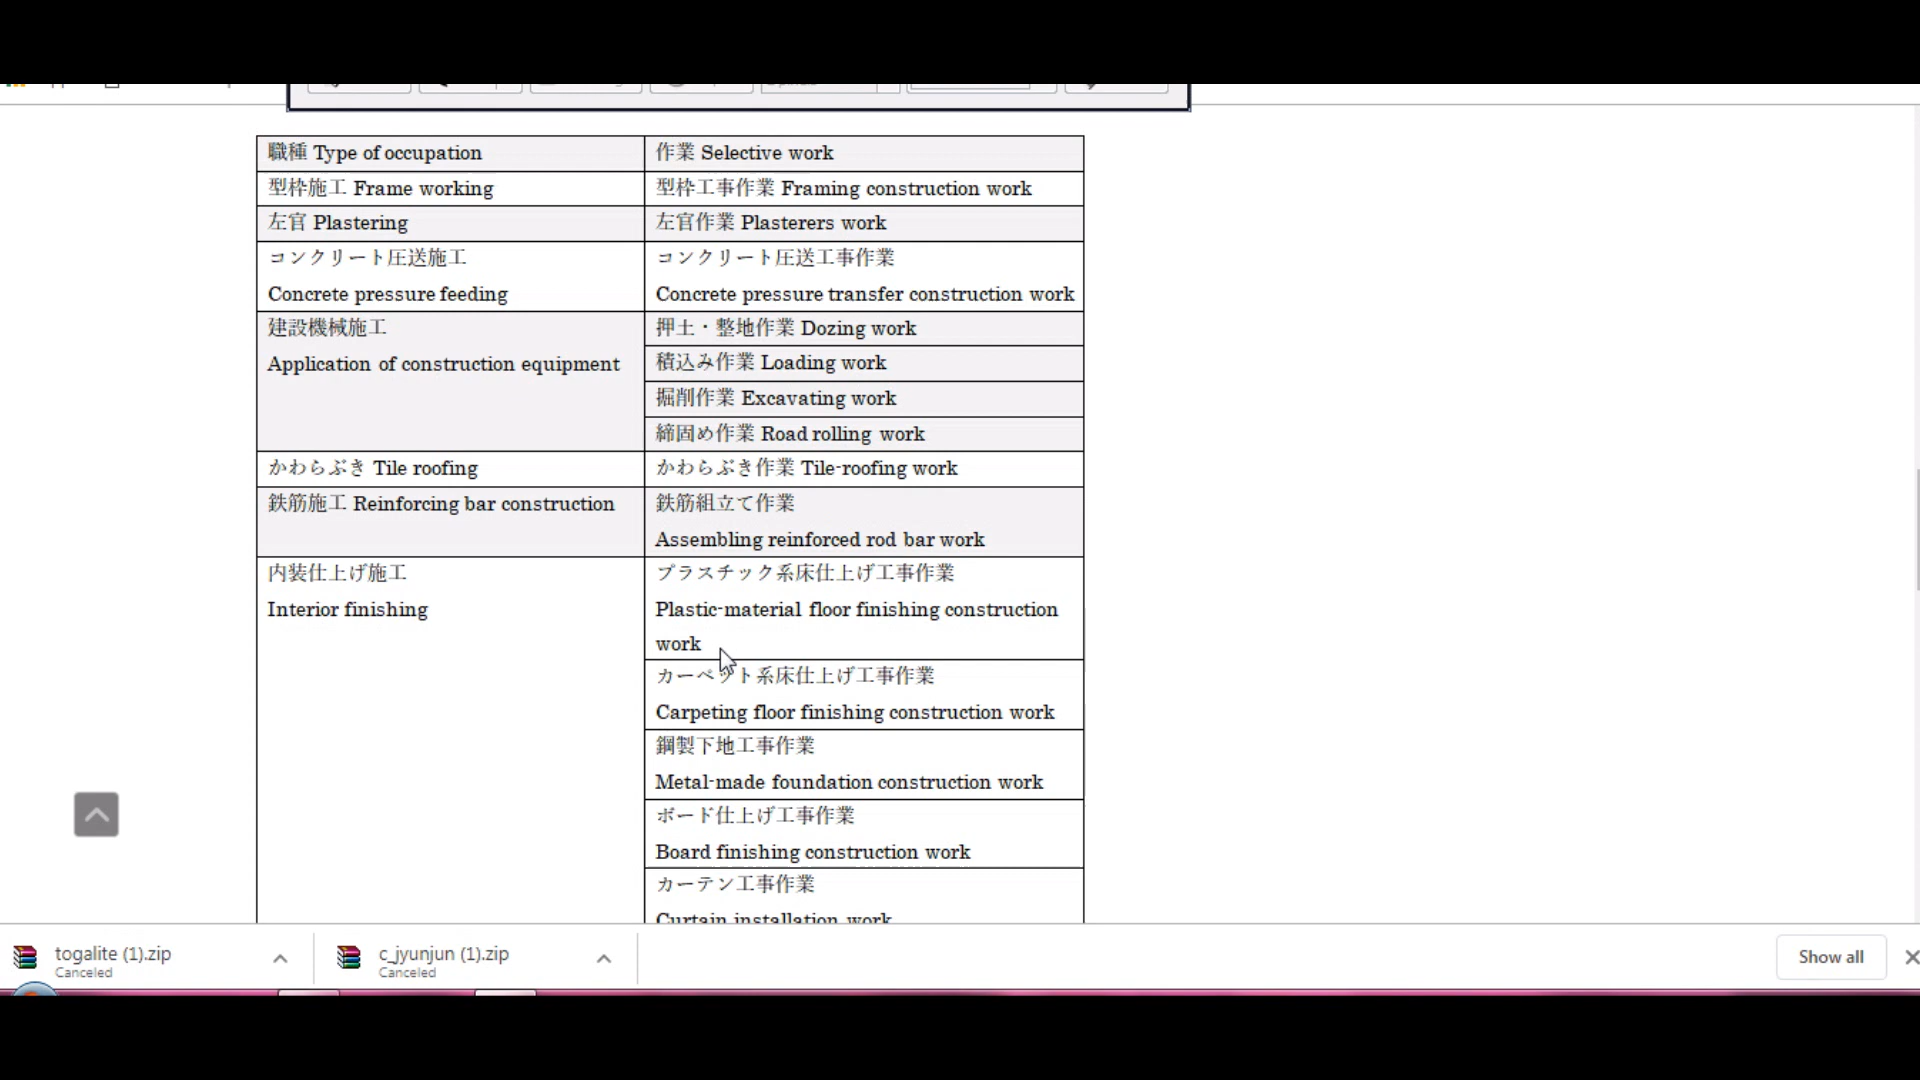 職種 Type of occupation
作業 Selective work
型枠施工 Frame working
型枠工事作業 Framing construction work
左官 Plastering
左官作業 Plasterers work
コンクリート圧送施工
Concrete pressure feeding
コンクリート圧送工事作業
Concrete pressure transfer construction work
建設機械施工
Application of construction equipment
押土・整地作業 Dozing work
積込み作業 Loading work
掘削作業 Excavating work
締固め作業 Road rolling work
かわらぶき Tile roofing
かわらぶき作業 Tile-roofing work
鉄筋施工 Reinforcing bar construction
鉄筋組立て作業
Assembling reinforced rod bar work
内装仕上げ施工
Interior finishing
プラスチック系床仕上げ工事作業
Plastic-material floor finishing construction
work
カーペット系床仕上げ工事作業
Carpeting floor finishing construction work
鋼製下地工事作業
Metal-made foundation construction work
ボード仕上げ工事作業
Board finishing construction work
カーテン工事作業
Curtain installation work
togalite (1).zip
Canceled
c_jyunjun (1).zip
Canceled
Show all